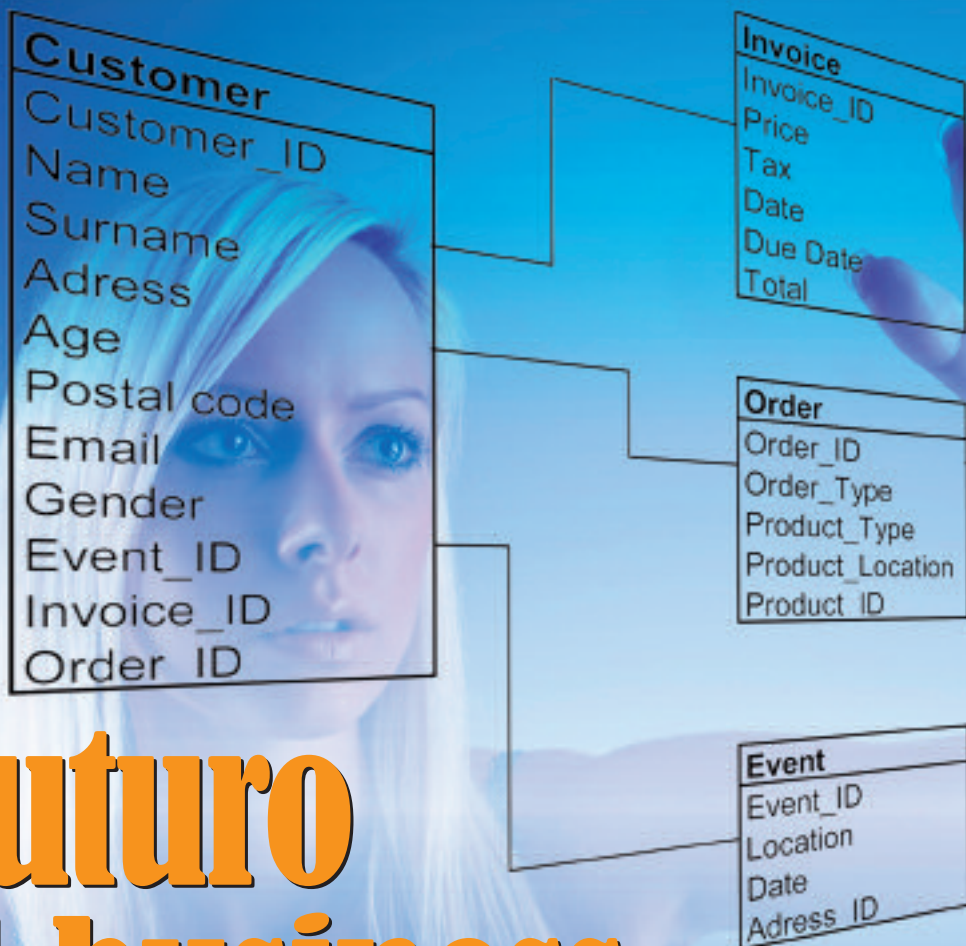 Customer
Customer_ID
Name
Surname
Adress
Age
Postal code
Email
Gender
Event_ID
Invoice_ID
Order_ID
Invoice
Invoice_ID
Price
Tax
Date
Due Date
Total
Order
Order_ID
Order_Type
Product_Type
Product_Location
Product_ID
Event
Event_ID
Location
Date
Adress_ID
uturo
business